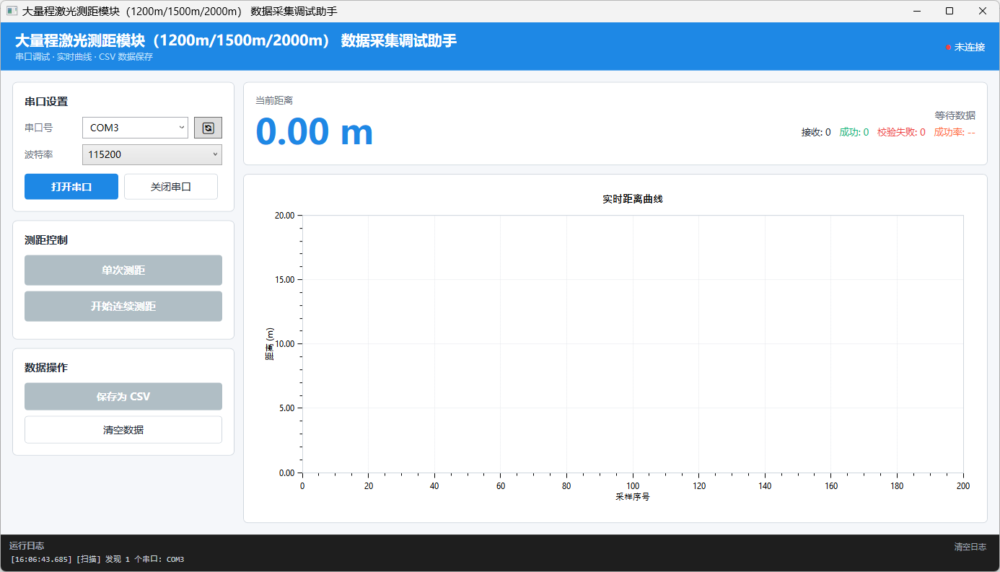 大量程激光测距模块（1200m/1500m/2000m） 数据采集调试助手
大量程激光测距模块（1200m/1500m/2000m） 数据采集调试助手
串口调试 · 实时曲线 · CSV 数据保存
未连接
串口设置
串口号
COM3
波特率
115200
打开串口
关闭串口
测距控制
单次测距
开始连续测距
数据操作
保存为 CSV
清空数据
当前距离
0.00 m
等待数据
接收: 0 成功: 0 校验失败: 0 成功率: --
实时距离曲线
20.00
15.00
10.00
5.00
0.00
距离 (m)
0 20 40 60 80 100 120 140 160 180 200
采样序号
运行日志
清空日志
[16:06:43.685] [扫描] 发现 1 个串口: COM3